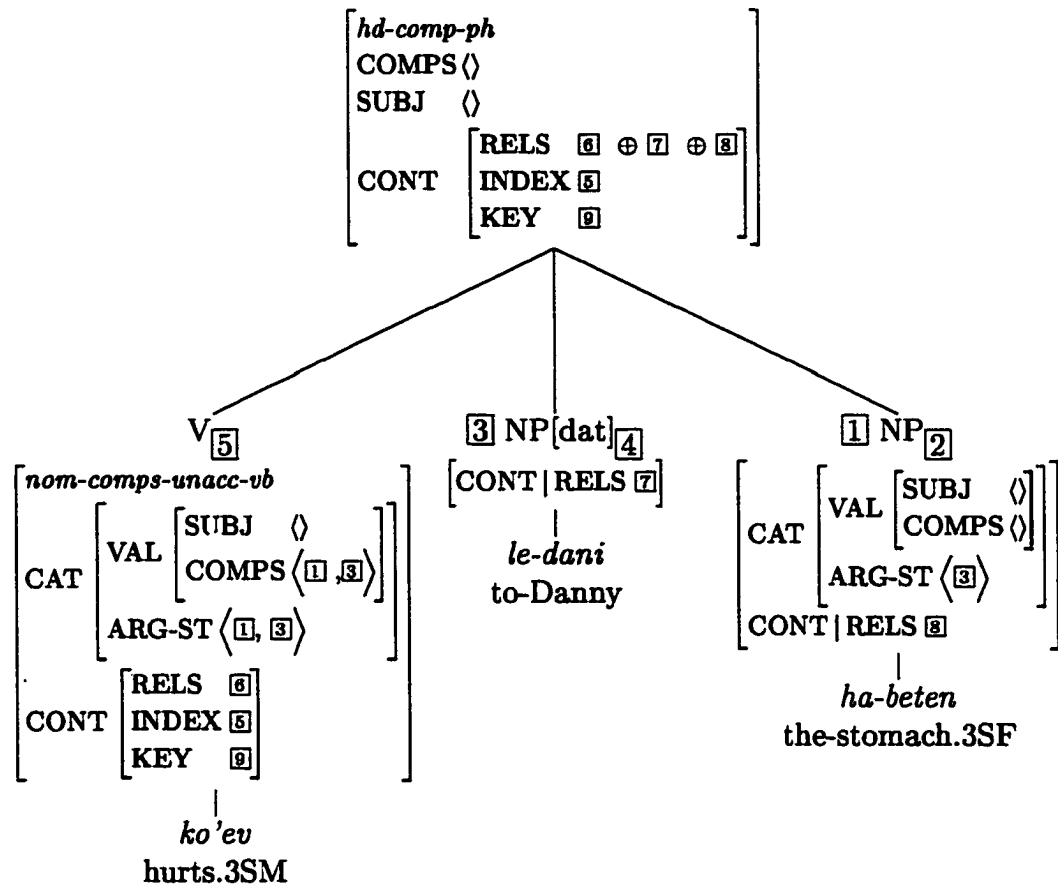 hd-comp-ph
COMPS ⟨⟩
SUBJ ⟨⟩
CONT
RELS 6 ⊕ 7 ⊕ 8
INDEX 5
KEY 9
V 5
nom-comps-unacc-vb
CAT
VAL
SUBJ ⟨⟩
COMPS ⟨1 ,3⟩
ARG-ST ⟨1, 3⟩
CONT
RELS 6
INDEX 5
KEY 9
ko'ev
hurts.3SM
3 NP[dat] 4
[CONT | RELS 7]
le-dani
to-Danny
1 NP 2
CAT
VAL
SUBJ ⟨⟩
COMPS ⟨⟩
ARG-ST ⟨3⟩
CONT | RELS 8
ha-beten
the-stomach.3SF